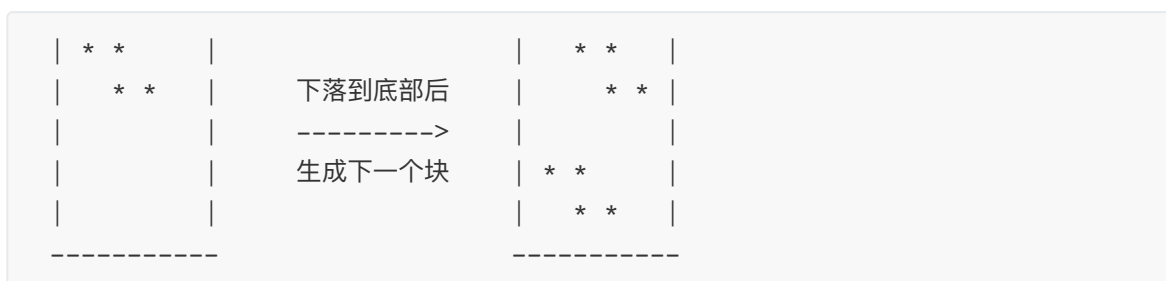 | * *     |                   |   * *   |
|   * *   |     下落到底部后    |     * * |
|         |     --------->    |         |
|         |     生成下一个块    | * *     |
|         |                   |   * *   |
-----------                   -----------